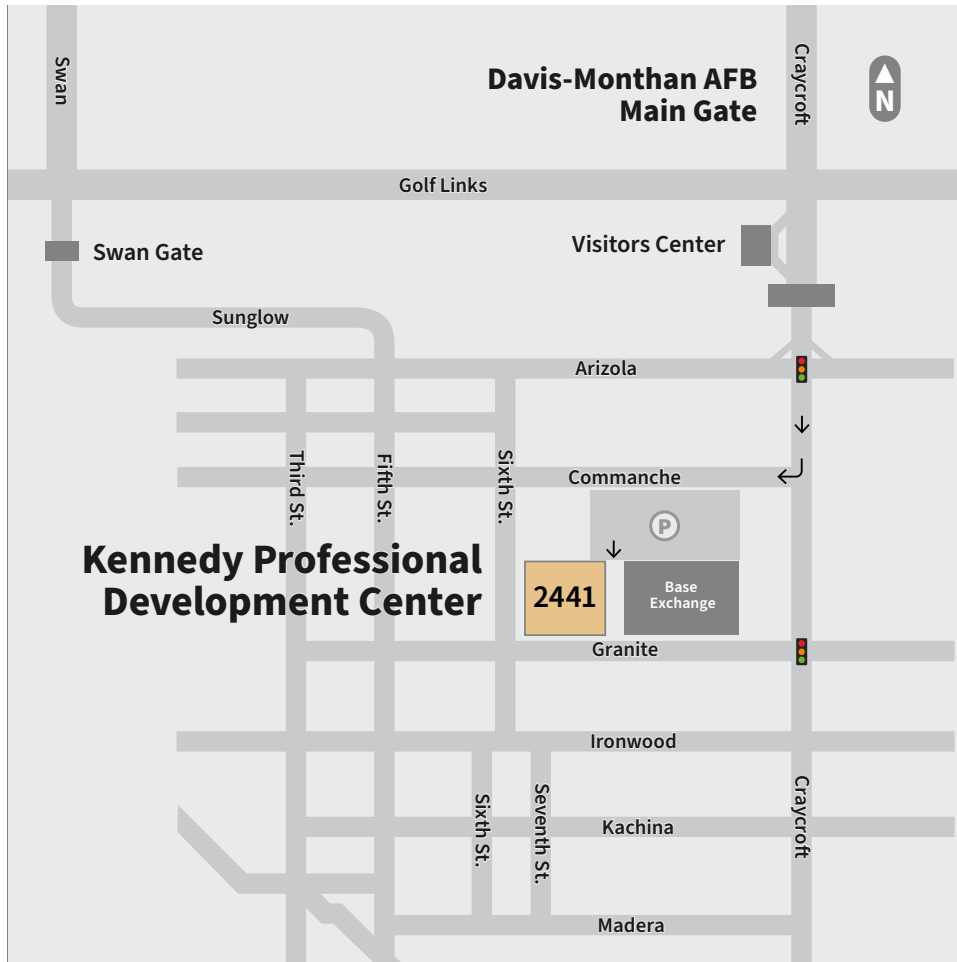 Swan
Davis-Monthan AFB
Main Gate
Craycroft
N
Golf Links
Swan Gate
Visitors Center
Sunglow
Arizola
Third St.
Fifth St.
Sixth St.
Commanche
P
Kennedy Professional
Development Center
2441
Base
Exchange
Granite
Ironwood
Sixth St.
Seventh St.
Kachina
Craycroft
Madera